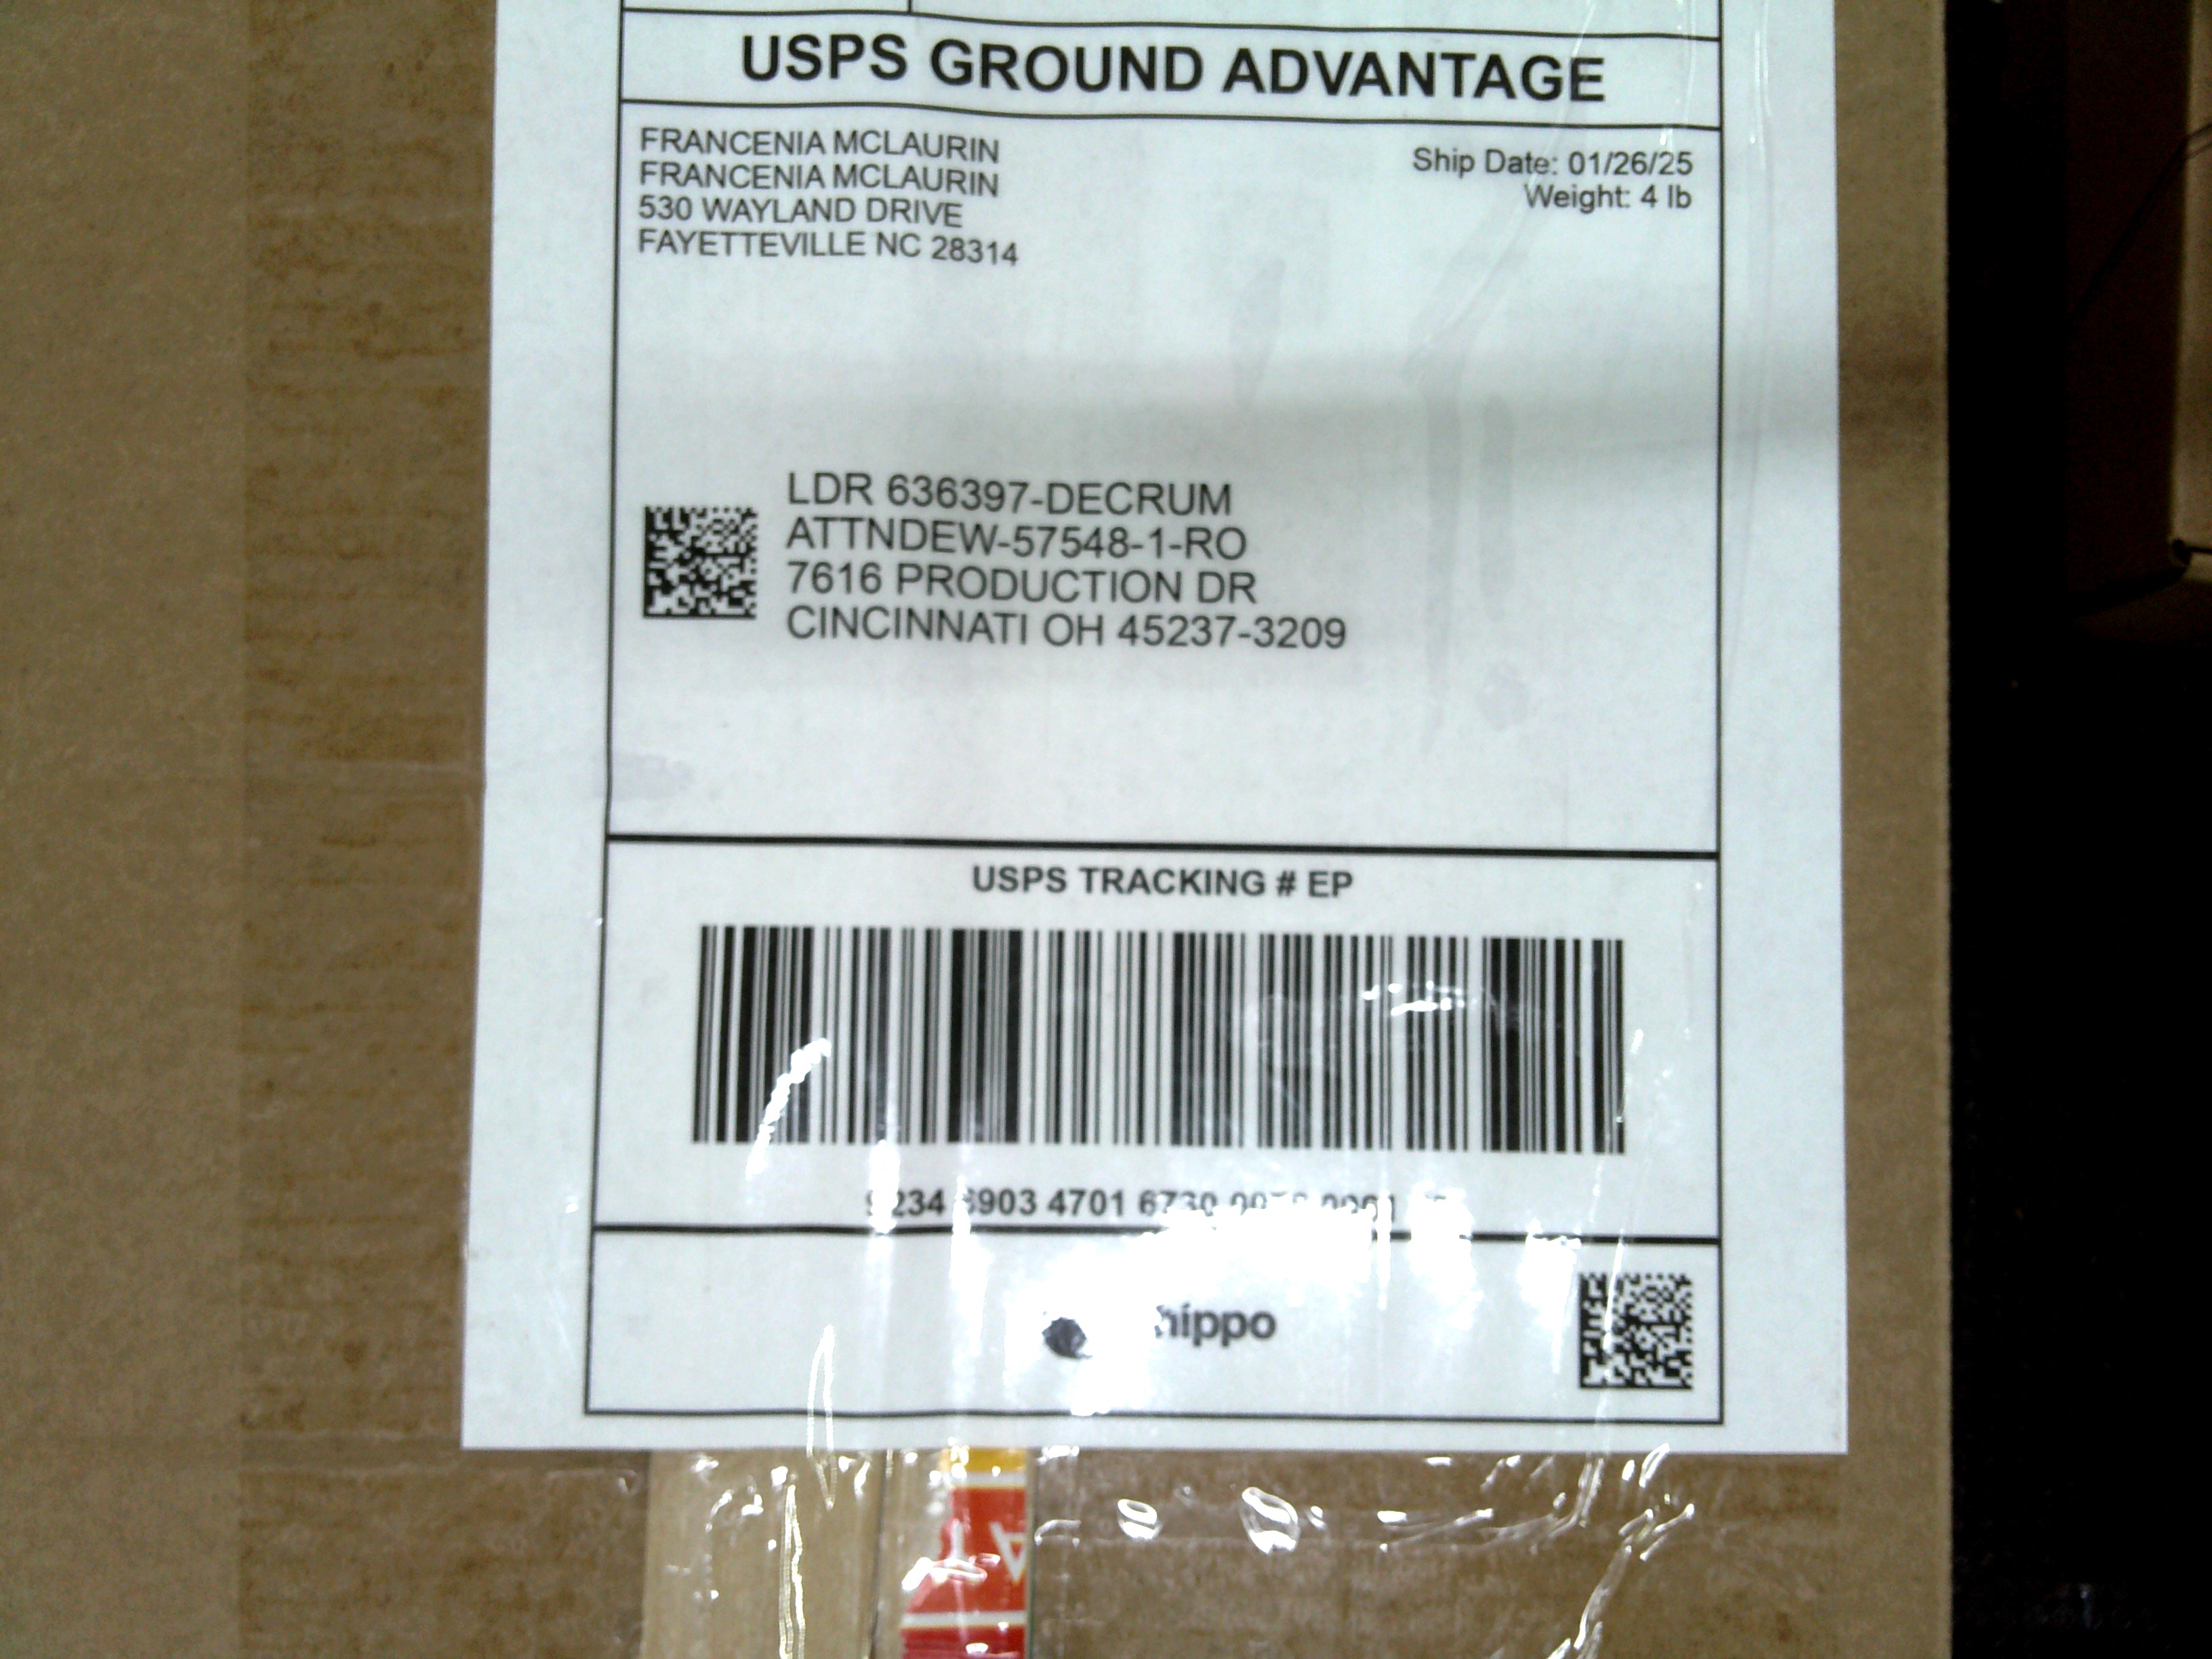 USPS GROUND ADVANTAGE
FRANCENIA MCLAURIN
FRANCENIA MCLAURIN
530 WAYLAND DRIVE
FAYETTEVILLE NC 28314
Ship Date: 01/26/25
Weight: 4 lb
LDR 636397-DECRUM
ATTNDEW-57548-1-RO
7616 PRODUCTION DR
CINCINNATI OH 45237-3209
USPS TRACKING # EP
4701